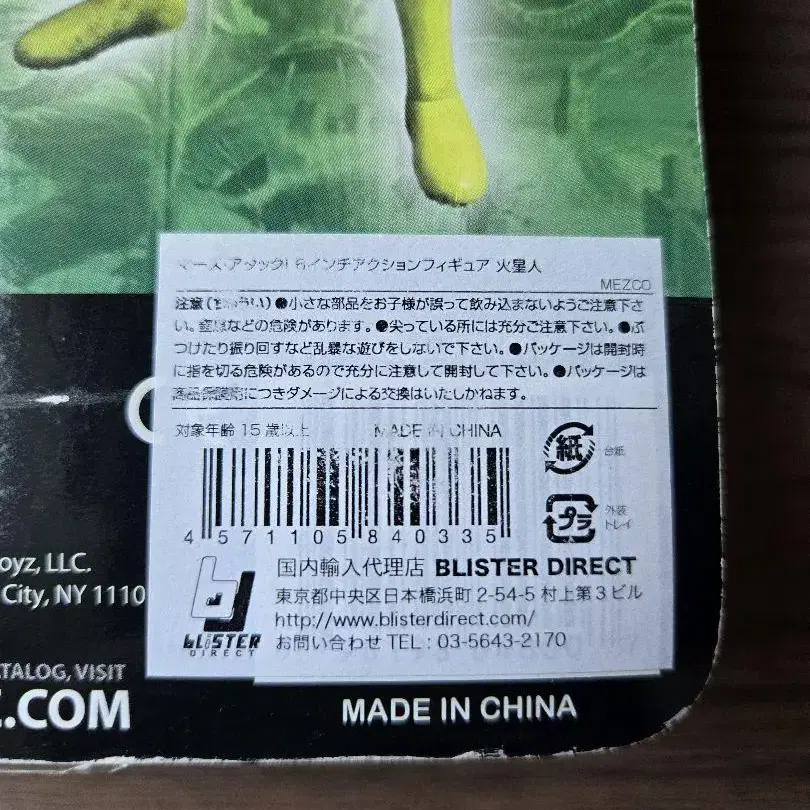 マーズ・アタック! 6インチアクションフィギュア 火星人
MEZCO
注意(ちゅうい)●小さな部品をお子様が誤って飲み込まないようご注意下さ
い。窒息などの危険があります。●尖っている所には充分ご注意下さい。●ぶ
つけたり振り回すなど乱暴な遊びをしないで下さい。●パッケージは開封時
に指を切る危険があるので充分に注意して開封して下さい。●パッケージは
商品保護材につきダメージによる交換はいたしかねます。
対象年齢 15 歳以上 MADE IN CHINA
紙 台紙
プラ 外装
トレイ
4 571105 840335
BLISTER
DIRECT
国内輸入代理店 BLISTER DIRECT
東京都中央区日本橋浜町 2-54-5 村上第3ビル
http://www.blisterdirect.com/
お問い合わせ TEL : 03-5643-2170
oyz, LLC.
City, NY 1110
ATALOG, VISIT
.COM
MADE IN CHINA